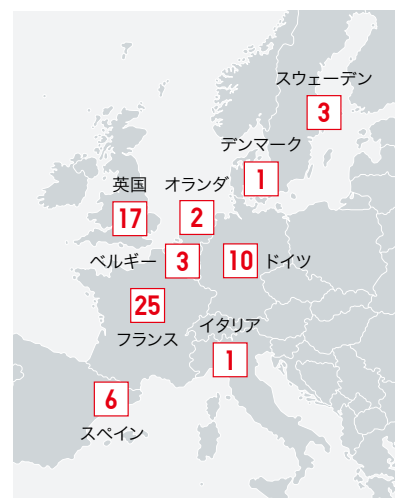 スウェーデン
3
デンマーク
1
英国
17
オランダ
2
ベルギー
3
10
ドイツ
25
フランス
イタリア
1
6
スペイン